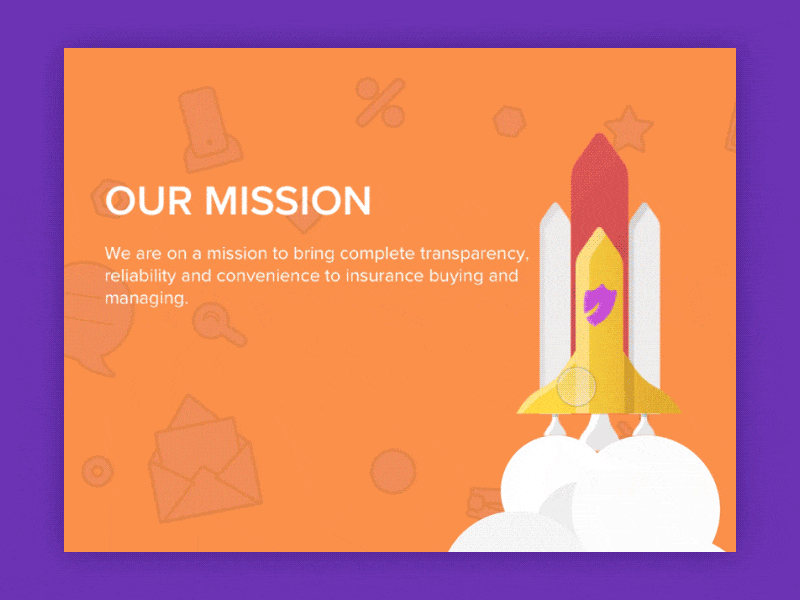 OUR MISSION
We are on a mission to bring complete transparency,
reliability and convenience to insurance buying and
managing.